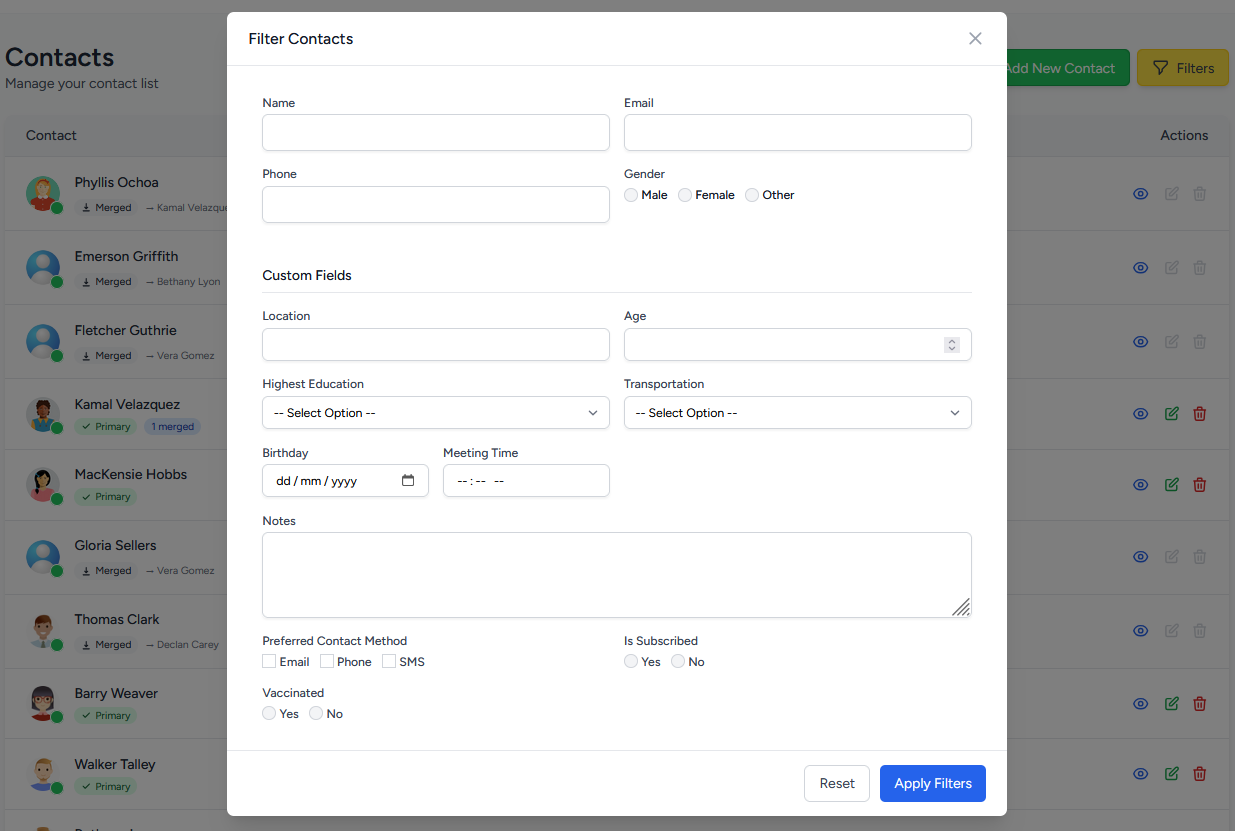 Filter Contacts
Contacts
Manage your contact list
Add New Contact
Filters
Contact
Actions
Name
Email
Phone
Gender
Male Female Other
Custom Fields
Location
Age
Highest Education
Transportation
-- Select Option --
-- Select Option --
Birthday
Meeting Time
dd / mm / yyyy
-- : -- --
Notes
Preferred Contact Method
Is Subscribed
Email Phone SMS
Yes No
Vaccinated
Yes No
Reset
Apply Filters
Phyllis Ochoa
Merged → Kamal
Emerson Griffith
Merged → Bethany Lyon
Fletcher Guthrie
Merged → Vera Gomez
Kamal Velazquez
Primary 1 merged
MacKensie Hobbs
Primary
Gloria Sellers
Merged → Vera Gomez
Thomas Clark
Merged → Declan Carey
Barry Weaver
Primary
Walker Talley
Primary